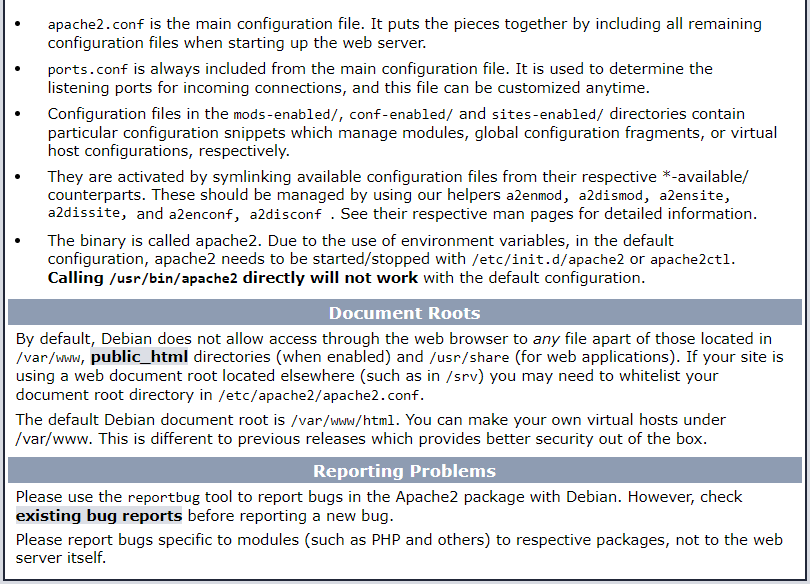 • apache2.conf is the main configuration file. It puts the pieces together by including all remaining
configuration files when starting up the web server.
• ports.conf is always included from the main configuration file. It is used to determine the
listening ports for incoming connections, and this file can be customized anytime.
• Configuration files in the mods-enabled/, conf-enabled/ and sites-enabled/ directories contain
particular configuration snippets which manage modules, global configuration fragments, or virtual
host configurations, respectively.
• They are activated by symlinking available configuration files from their respective *-available/
counterparts. These should be managed by using our helpers a2enmod, a2dismod, a2ensite,
a2dissite, and a2enconf, a2disconf . See their respective man pages for detailed information.
• The binary is called apache2. Due to the use of environment variables, in the default
configuration, apache2 needs to be started/stopped with /etc/init.d/apache2 or apache2ctl.
Calling /usr/bin/apache2 directly will not work with the default configuration.
Document Roots
By default, Debian does not allow access through the web browser to any file apart of those located in
/var/www, public_html directories (when enabled) and /usr/share (for web applications). If your site is
using a web document root located elsewhere (such as in /srv) you may need to whitelist your
document root directory in /etc/apache2/apache2.conf.
The default Debian document root is /var/www/html. You can make your own virtual hosts under
/var/www. This is different to previous releases which provides better security out of the box.
Reporting Problems
Please use the reportbug tool to report bugs in the Apache2 package with Debian. However, check
existing bug reports before reporting a new bug.
Please report bugs specific to modules (such as PHP and others) to respective packages, not to the web
server itself.